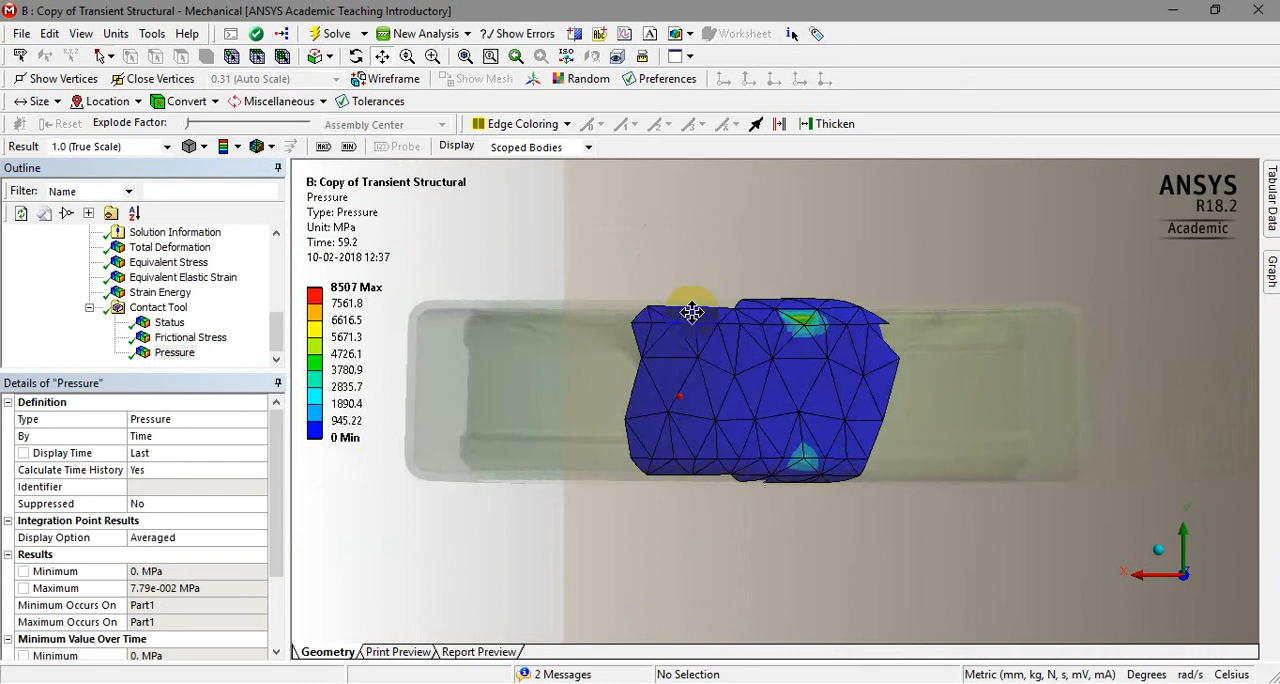 B : Copy of Transient Structural - Mechanical [ANSYS Academic Teaching Introductory]
File Edit View Units Tools Help Solve New Analysis ? Show Errors Worksheet
Show Vertices Close Vertices 0.31 (Auto Scale) Wireframe Show Mesh Random Preferences
Size Location Convert Miscellaneous Tolerances
Reset Explode Factor: Assembly Center Edge Coloring Thicken
Result 1.0 (True Scale) Probe Display Scoped Bodies
Outline
Filter: Name
Solution Information
Total Deformation
Equivalent Stress
Equivalent Elastic Strain
Strain Energy
Contact Tool
Status
Frictional Stress
Pressure
Details of "Pressure"
Definition
Type Pressure
By Time
Display Time Last
Calculate Time History Yes
Identifier
Suppressed No
Integration Point Results
Display Option Averaged
Results
Minimum 0. MPa
Maximum 7.79e-002 MPa
Minimum Occurs On Part1
Maximum Occurs On Part1
Minimum Value Over Time
Minimum 0. MPa
B: Copy of Transient Structural
Pressure
Type: Pressure
Unit: MPa
Time: 59.2
10-02-2018 12:37
8507 Max
7561.8
6616.5
5671.3
4726.1
3780.9
2835.7
1890.4
945.22
0 Min
ANSYS
R18.2
Academic
Y
X
Z
Tabular Data
Graph
Geometry Print Preview Report Preview
2 Messages No Selection Metric (mm, kg, N, s, mV, mA) Degrees rad/s Celsius